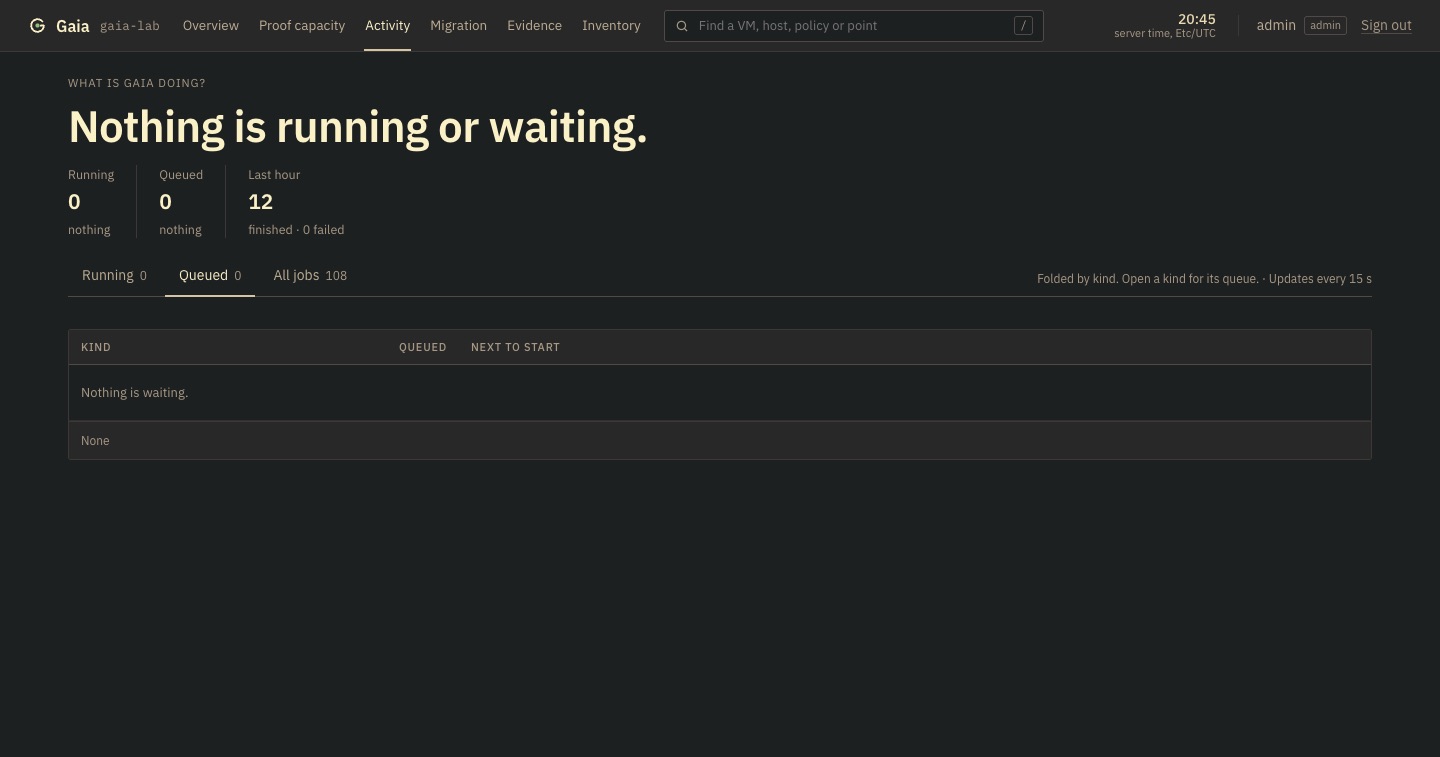 Gaia gaia-lab Overview Proof capacity Activity Migration Evidence Inventory Find a VM, host, policy or point / 20:45 admin admin Sign out
server time, Etc/UTC
WHAT IS GAIA DOING?
Nothing is running or waiting.
Running Queued Last hour
0 0 12
nothing nothing finished · 0 failed
Running 0 Queued 0 All jobs 108 Folded by kind. Open a kind for its queue. · Updates every 15 s
KIND QUEUED NEXT TO START
Nothing is waiting.
None